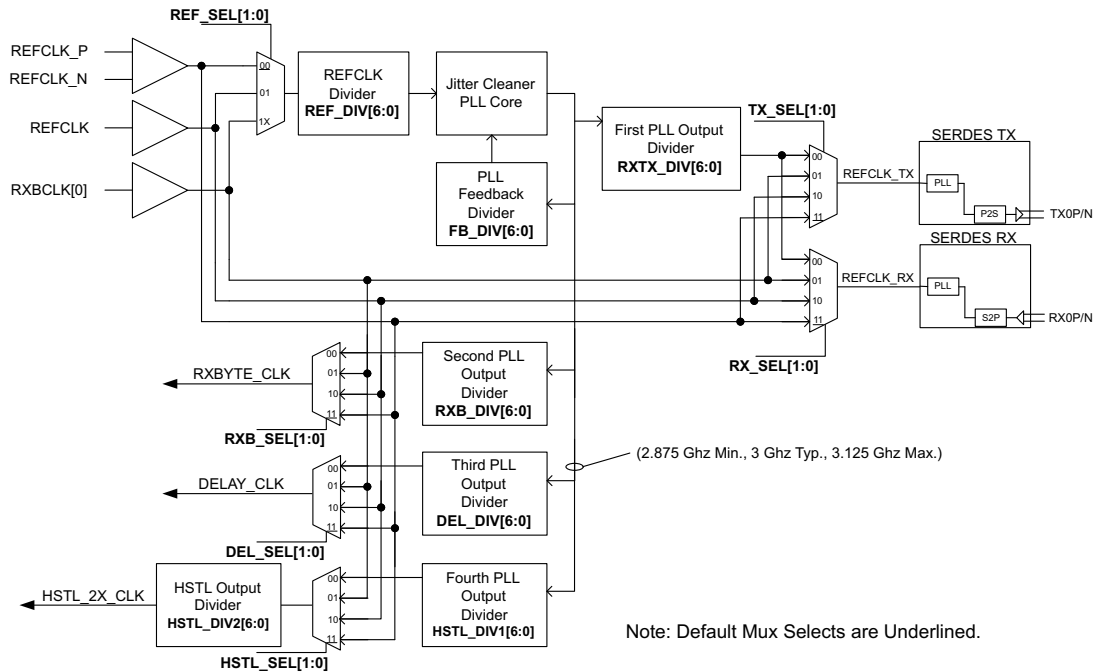 REF_SEL[1:0]
REFCLK_P
REFCLK_N
REFCLK
RXBCLK[0]
00
01
1X
REFCLK
Divider
REF_DIV[6:0]
Jitter Cleaner
PLL Core
PLL
Feedback
Divider
FB_DIV[6:0]
First PLL Output
Divider
RXTX_DIV[6:0]
TX_SEL[1:0]
00
01
10
11
REFCLK_TX
SERDES TX
PLL
P2S
TX0P/N
00
01
10
11
REFCLK_RX
SERDES RX
PLL
S2P
RX0P/N
RX_SEL[1:0]
RXBYTE_CLK
00
01
10
11
RXB_SEL[1:0]
Second PLL
Output
Divider
RXB_DIV[6:0]
(2.875 Ghz Min., 3 Ghz Typ., 3.125 Ghz Max.)
DELAY_CLK
00
01
10
11
DEL_SEL[1:0]
Third PLL
Output
Divider
DEL_DIV[6:0]
HSTL_2X_CLK
HSTL Output
Divider
HSTL_DIV2[6:0]
00
01
10
11
HSTL_SEL[1:0]
Fourth PLL
Output
Divider
HSTL_DIV1[6:0]
Note: Default Mux Selects are Underlined.